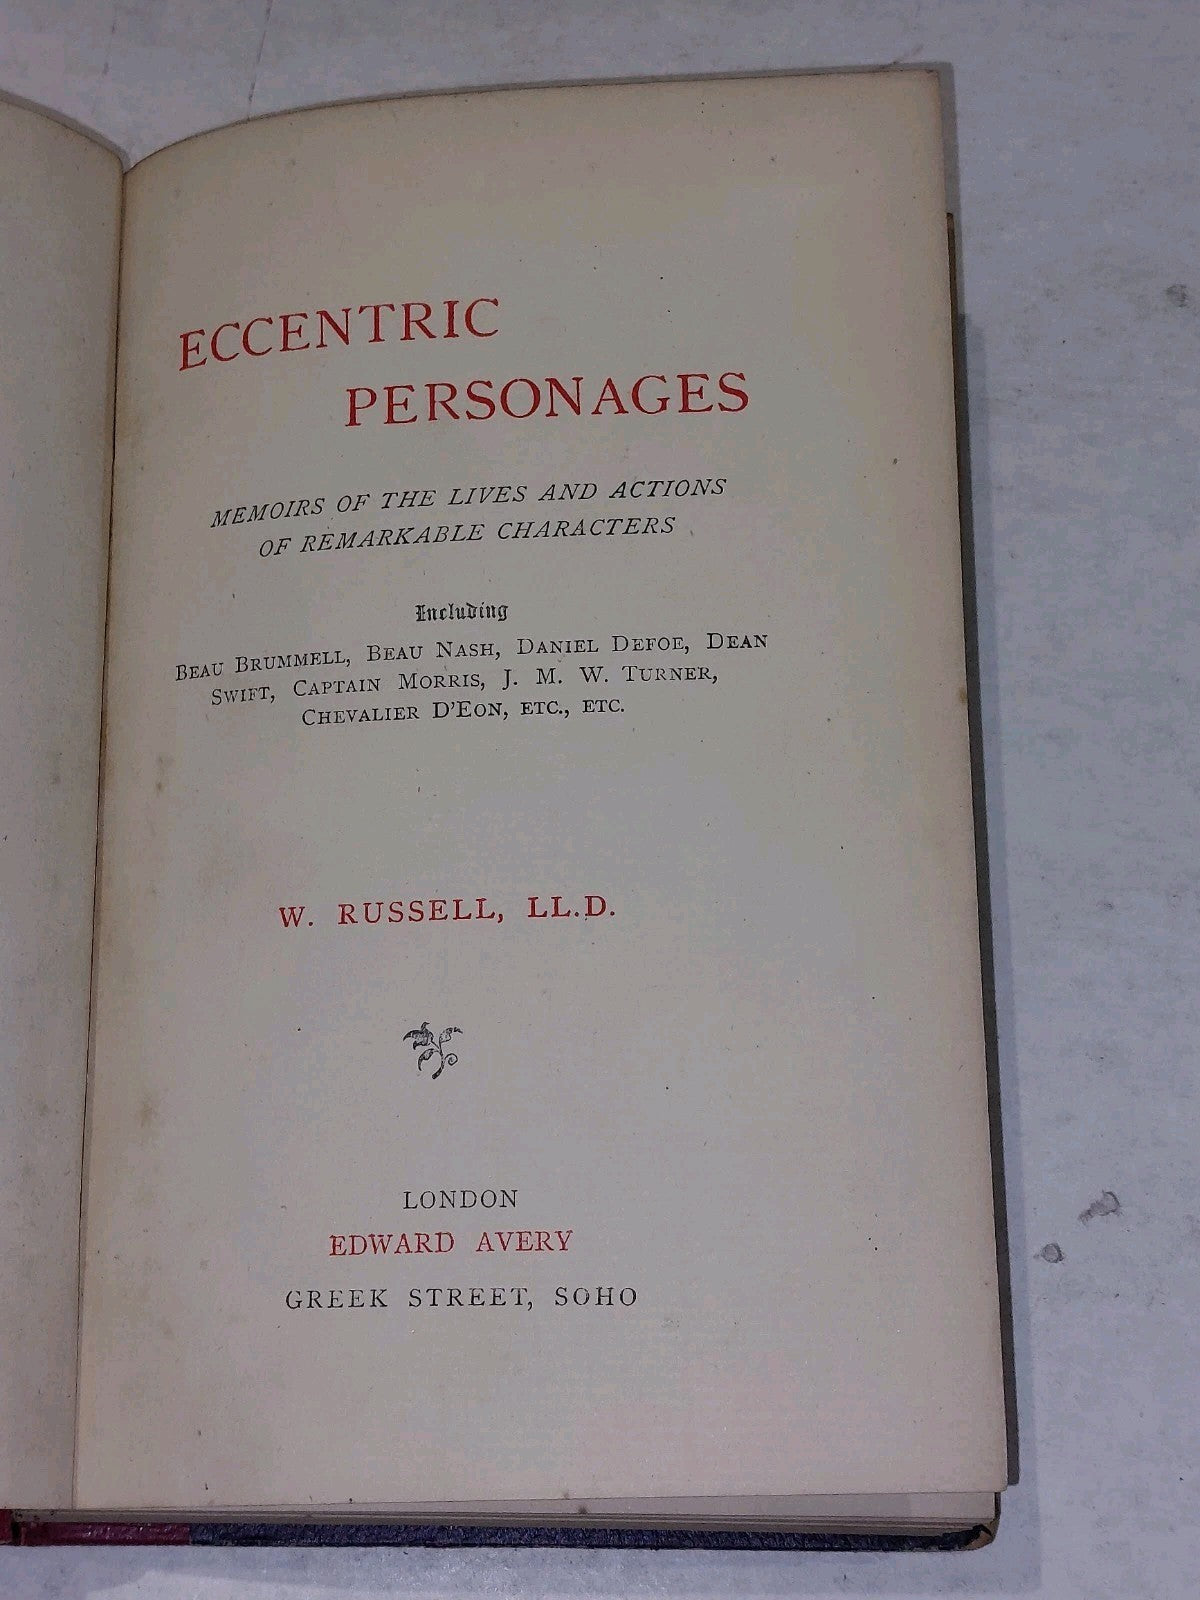 ECCENTRIC
PERSONAGES
MEMOIRS OF THE LIVES AND ACTIONS
OF REMARKABLE CHARACTERS
Including
BEAU BRUMMELL, BEAU NASH, DANIEL DEFOE, DEAN
SWIFT, CAPTAIN MORRIS, J. M. W. TURNER,
CHEVALIER D'EON, ETC., ETC.
W. RUSSELL, LL.D.
LONDON
EDWARD AVERY
GREEK STREET, SOHO